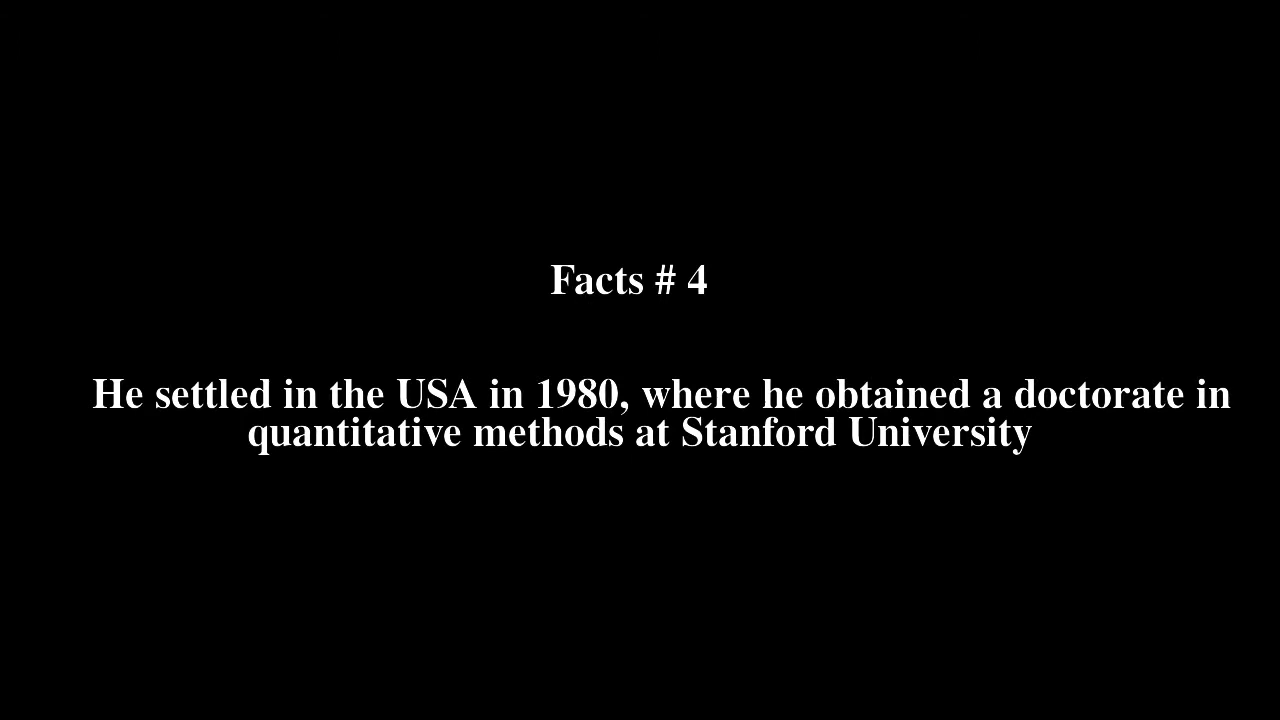 Facts # 4
He settled in the USA in 1980, where he obtained a doctorate in
quantitative methods at Stanford University